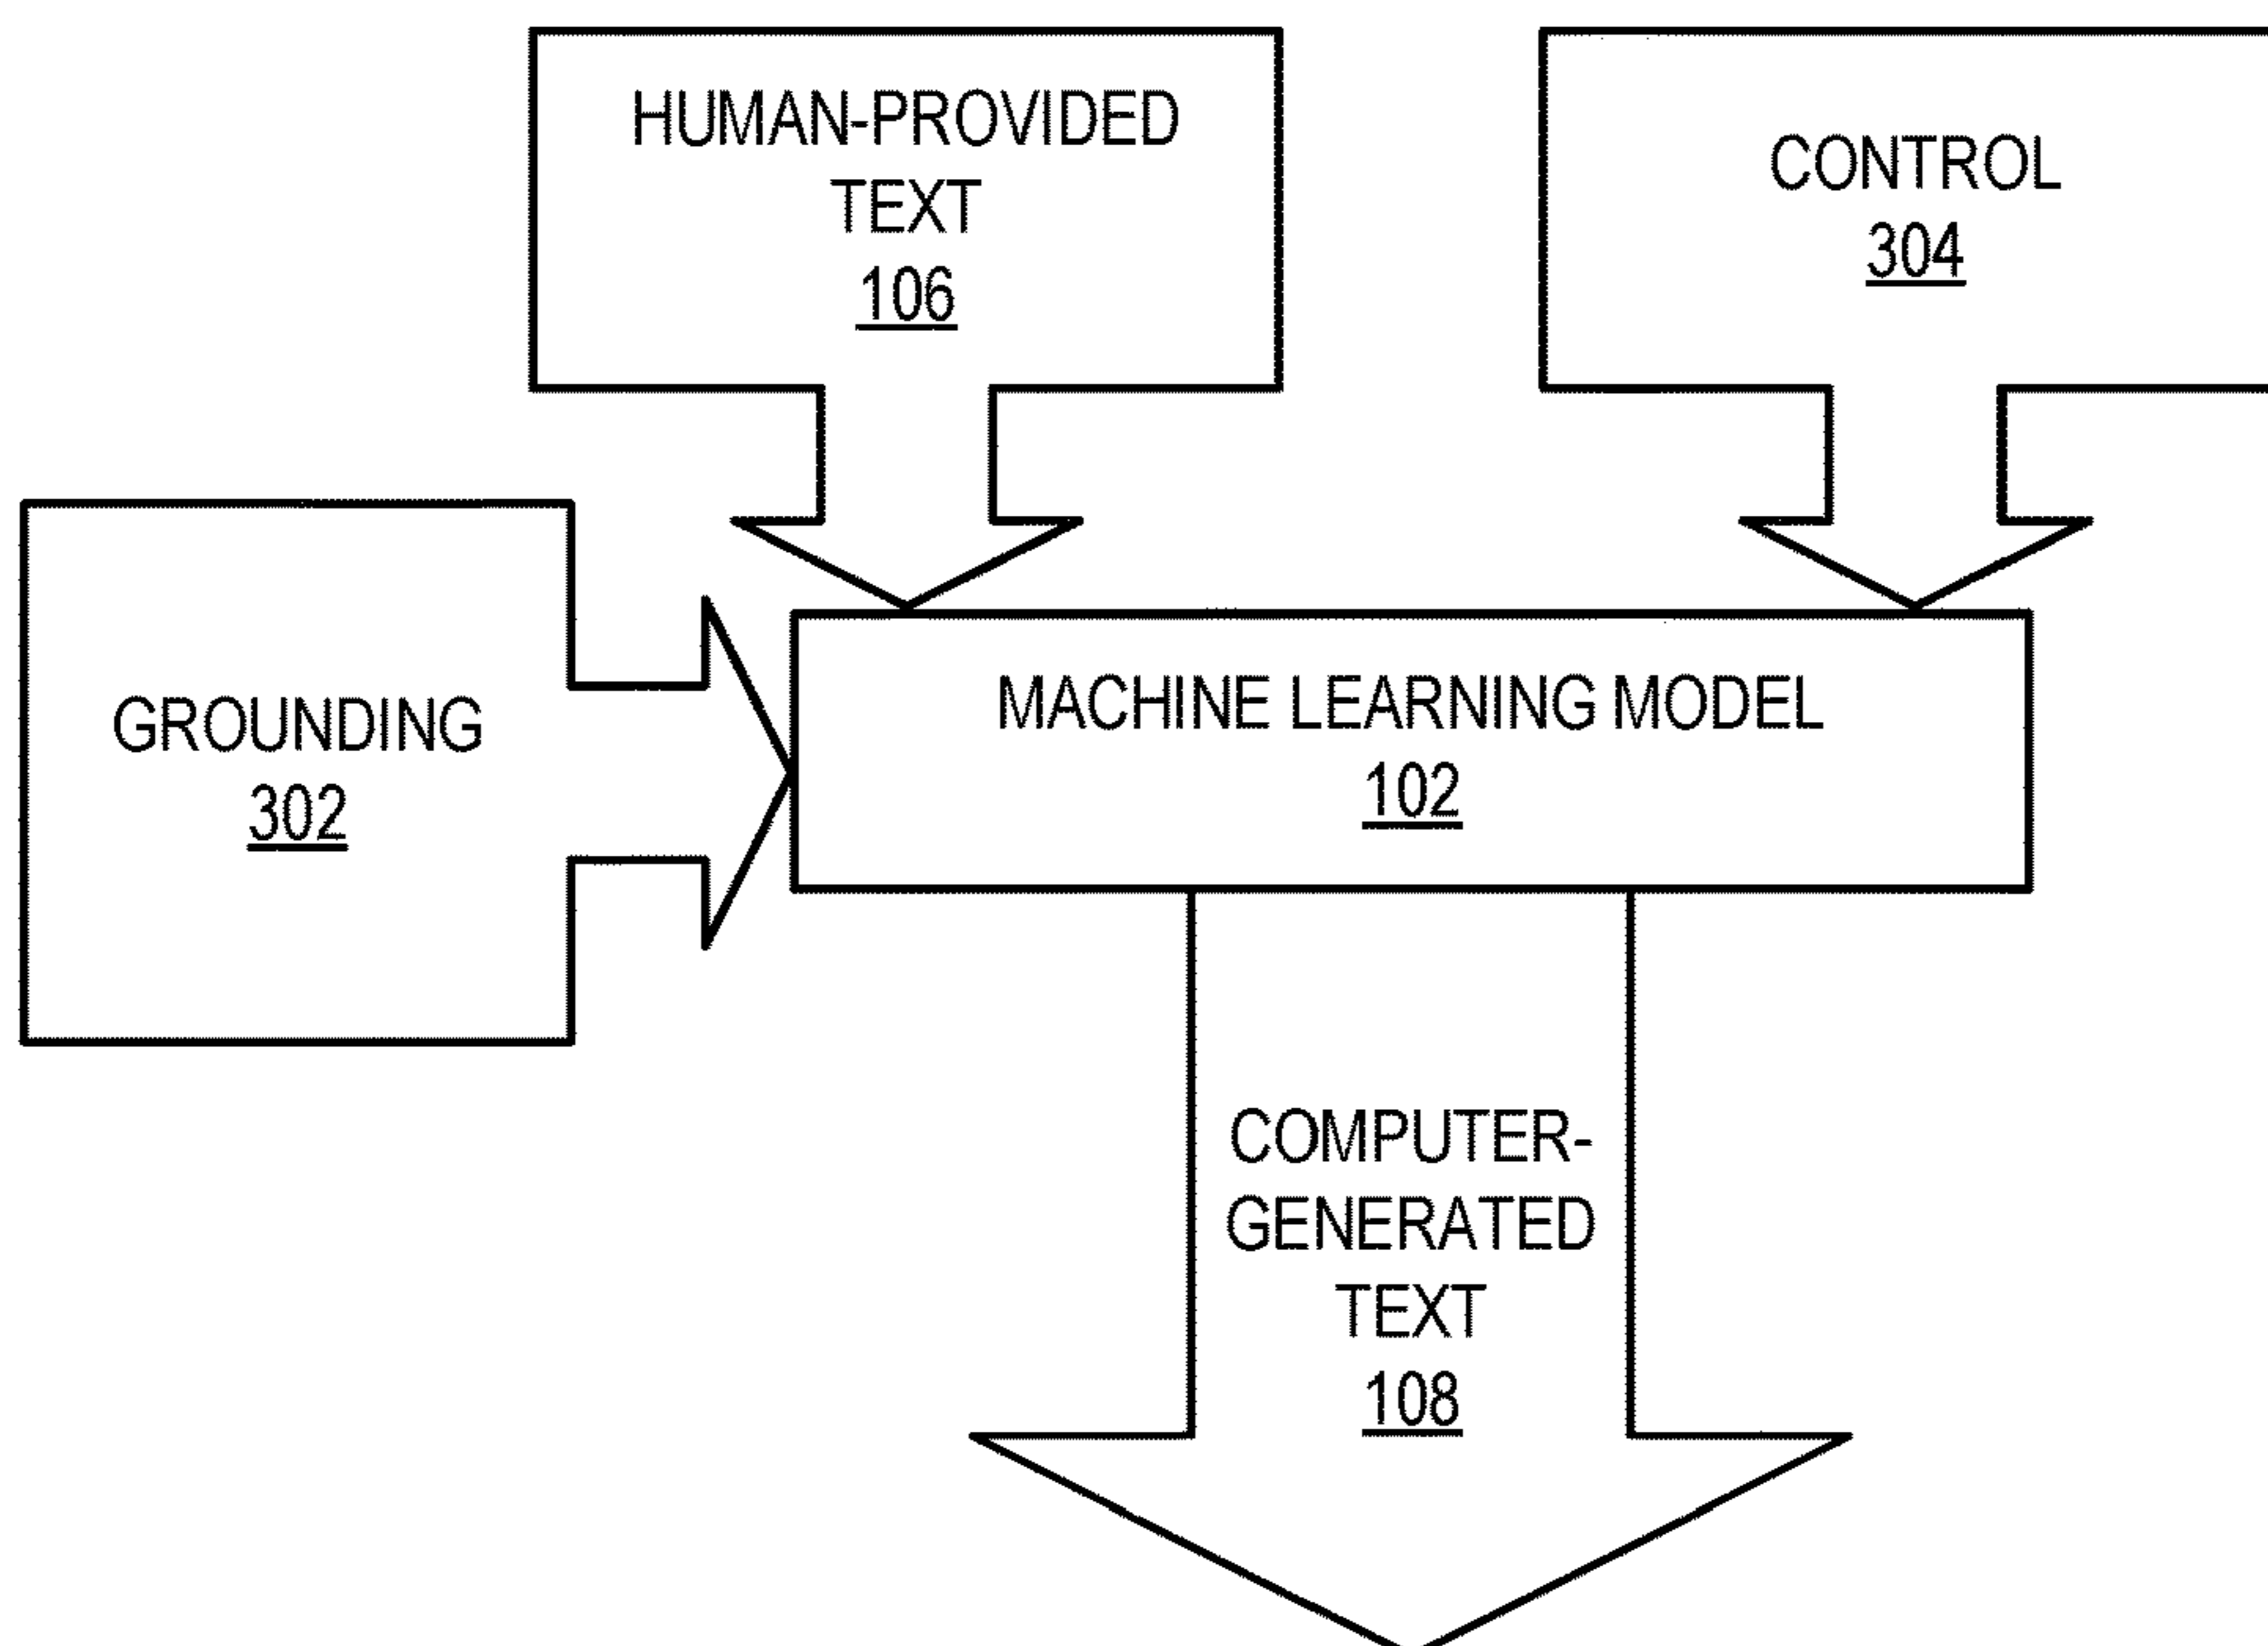 HUMAN-PROVIDED
TEXT
106
CONTROL
304
GROUNDING
302
MACHINE LEARNING MODEL
102
COMPUTER-
GENERATED
TEXT
108